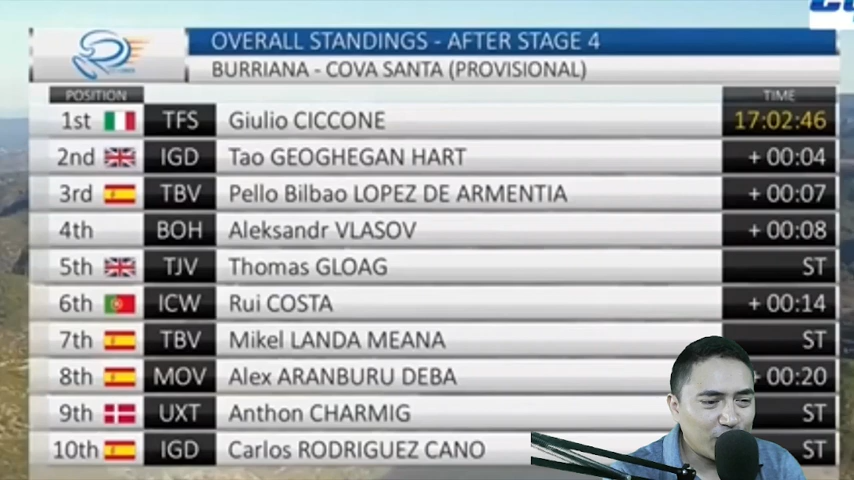 OVERALL STANDINGS - AFTER STAGE 4
BURRIANA - COVA SANTA (PROVISIONAL)
POSITION TIME
1st TFS Giulio CICCONE 17:02:46
2nd IGD Tao GEOGHEGAN HART + 00:04
3rd TBV Pello Bilbao LOPEZ DE ARMENTIA + 00:07
4th BOH Aleksandr VLASOV + 00:08
5th TJV Thomas GLOAG ST
6th ICW Rui COSTA + 00:14
7th TBV Mikel LANDA MEANA ST
8th MOV Alex ARANBURU DEBA + 00:20
9th UXT Anthon CHARMIG ST
10th IGD Carlos RODRIGUEZ CANO ST